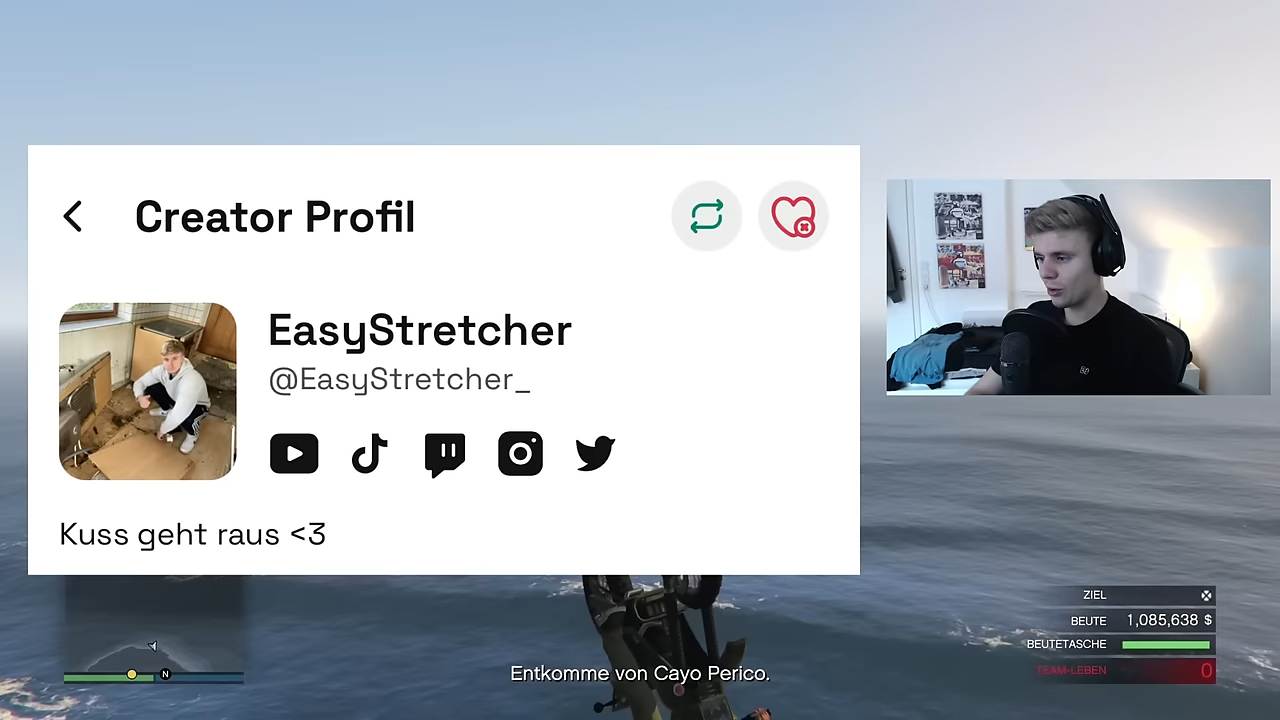 Creator Profil
EasyStretcher
@EasyStretcher_
Kuss geht raus <3
ZIEL
BEUTE 1,085,638 $
BEUTETASCHE
TEAM-LEBEN 0
N
Entkomme von Cayo Perico.